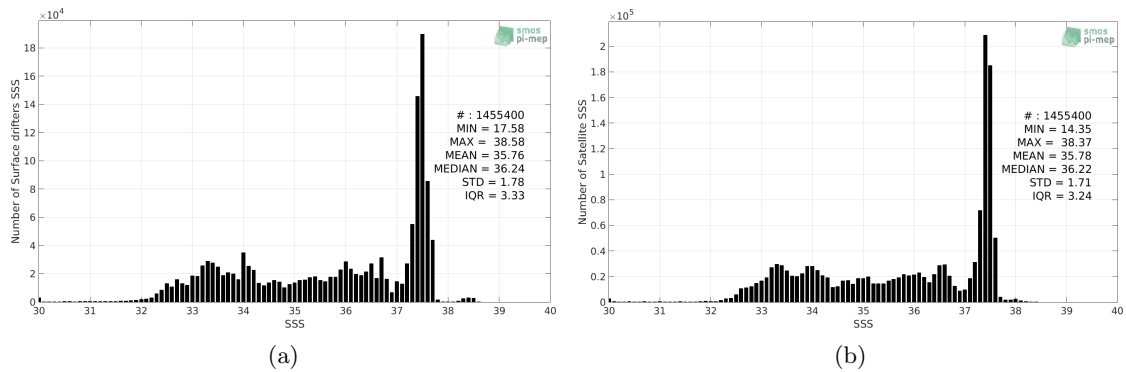 ×10⁴
smos
pi-mep
Number of Surface drifters SSS
18
16
14
12
10
8
6
4
2
0
# : 1455400
MIN = 17.58
MAX = 38.58
MEAN = 35.76
MEDIAN = 36.24
STD = 1.78
IQR = 3.33
30 31 32 33 34 35 36 37 38 39 40
SSS
(a)
×10⁵
smos
pi-mep
Number of Satellite SSS
2
1.8
1.6
1.4
1.2
1
0.8
0.6
0.4
0.2
0
# : 1455400
MIN = 14.35
MAX = 38.37
MEAN = 35.78
MEDIAN = 36.22
STD = 1.71
IQR = 3.24
30 31 32 33 34 35 36 37 38 39 40
SSS
(b)